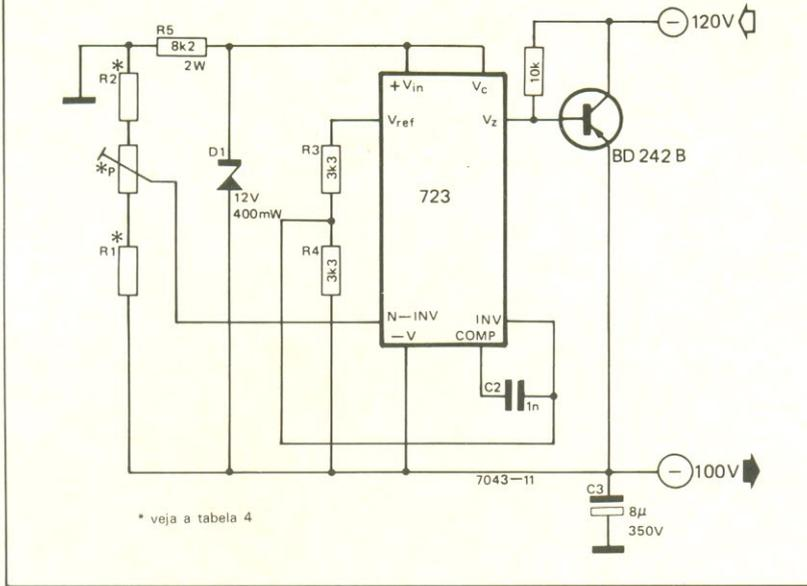 R5
8k2
2W
− 120V
* R2
+Vin
Vc
10k
Vref
Vz
BD 242 B
D1
R3
3k3
*P
12V
400mW
723
* R1
R4
3k3
N−INV
INV
−V
COMP
C2
1n
− 100V
7043−11
C3
8µ
350V
* veja a tabela 4